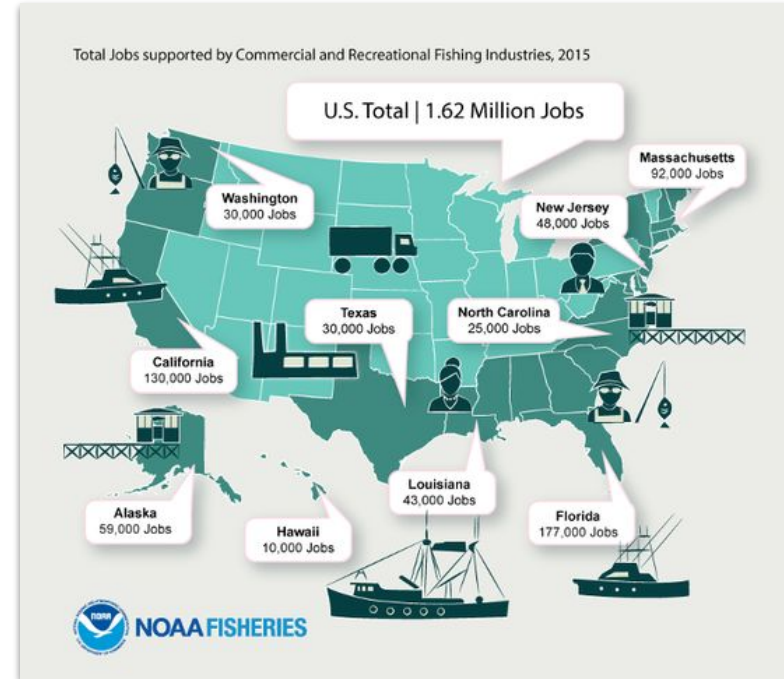 Total Jobs supported by Commercial and Recreational Fishing Industries, 2015
U.S. Total | 1.62 Million Jobs
Massachusetts
92,000 Jobs
Washington
30,000 Jobs
New Jersey
48,000 Jobs
Texas
30,000 Jobs
North Carolina
25,000 Jobs
California
130,000 Jobs
Louisiana
43,000 Jobs
Alaska
59,000 Jobs
Hawaii
10,000 Jobs
Florida
177,000 Jobs
NOAA
NOAA FISHERIES